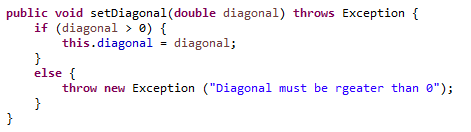 public void setDiagonal(double diagonal) throws Exception {
    if (diagonal > 0) {
        this.diagonal = diagonal;
    }
    else {
        throw new Exception ("Diagonal must be rgeater than 0");
    }
}